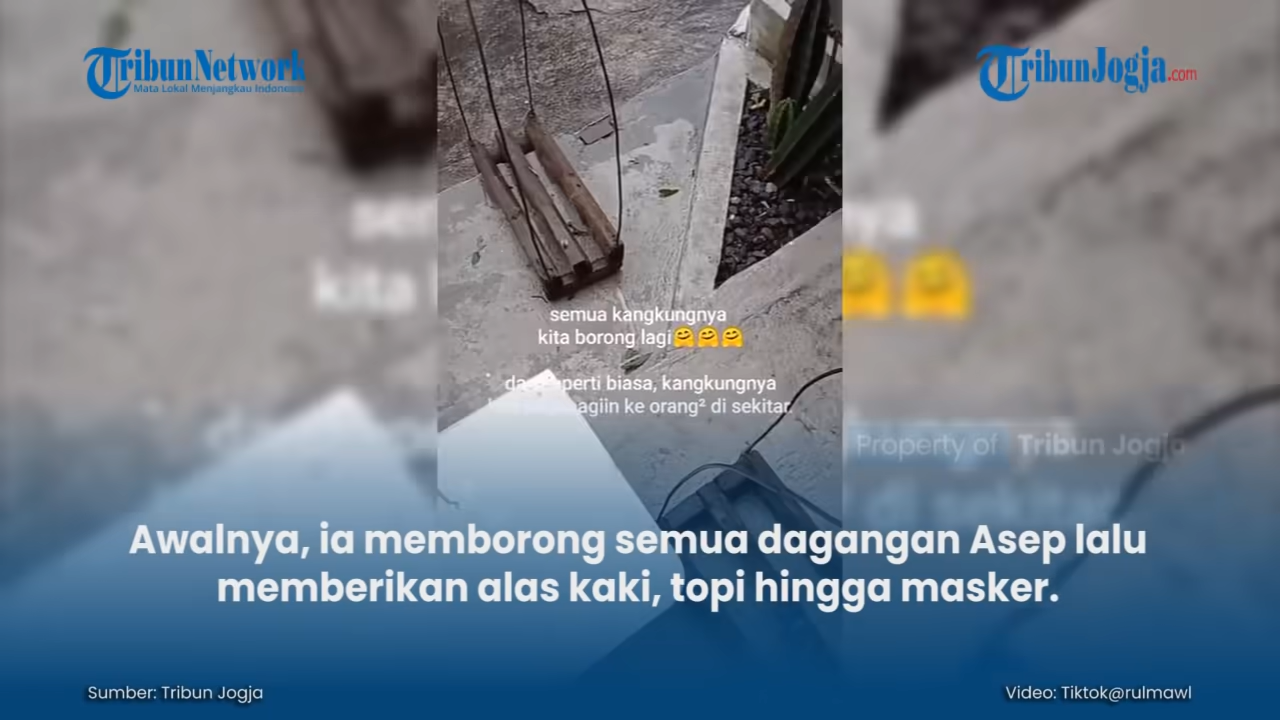 TribunNetwork
Mata Lokal Menjangkau Indonesia
TribunJogja.com
semua kangkungnya
kita borong lagi🤗🤗🤗
seperti biasa, kangkungnya
ke orang² di sekitar.
Property of Tribun Jogja
Awalnya, ia memborong semua dagangan Asep lalu
memberikan alas kaki, topi hingga masker.
Sumber: Tribun Jogja
Video: Tiktok@rulmawl